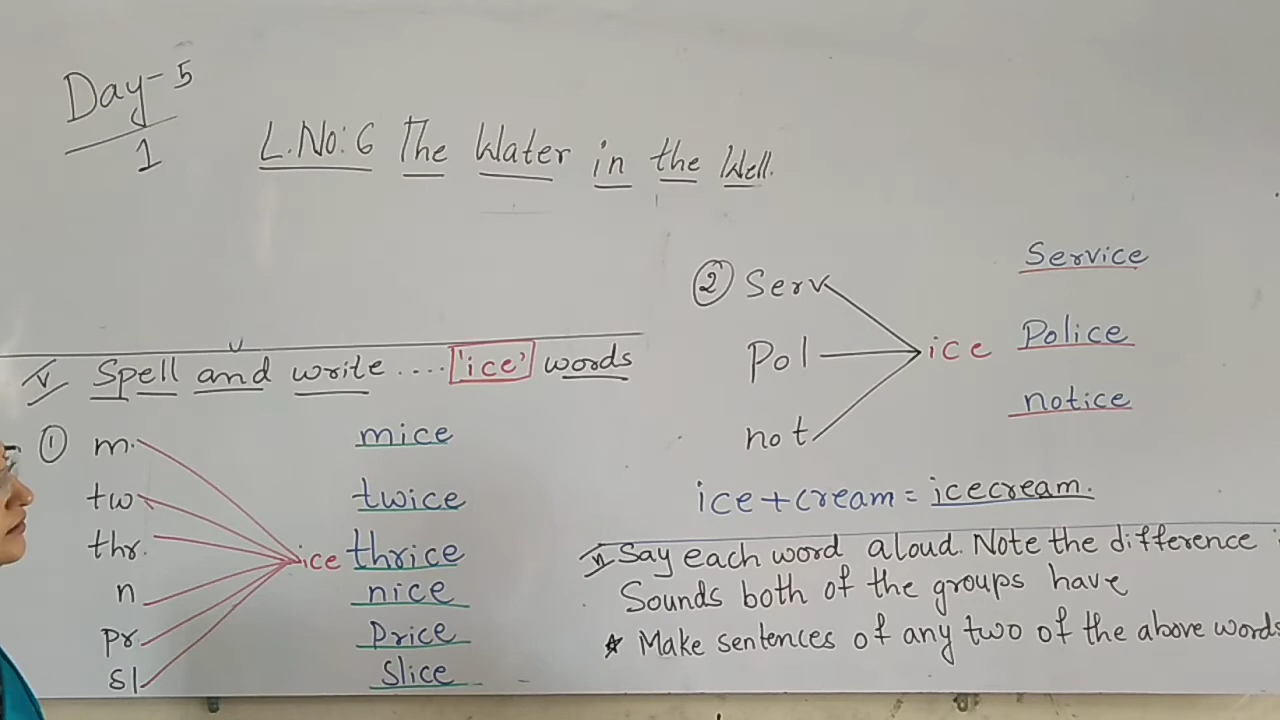 Day-5
1
L.No:6 The Water in the Well.
V Spell and write .... 'ice' words
① m. mice
tw twice
thr. ice thrice
n nice
pr. Price
sl Slice
② Serv Service
Pol ice Police
not notice
ice+cream = icecream.
Say each word aloud. Note the difference
Sounds both of the groups have
* Make sentences of any two of the above words